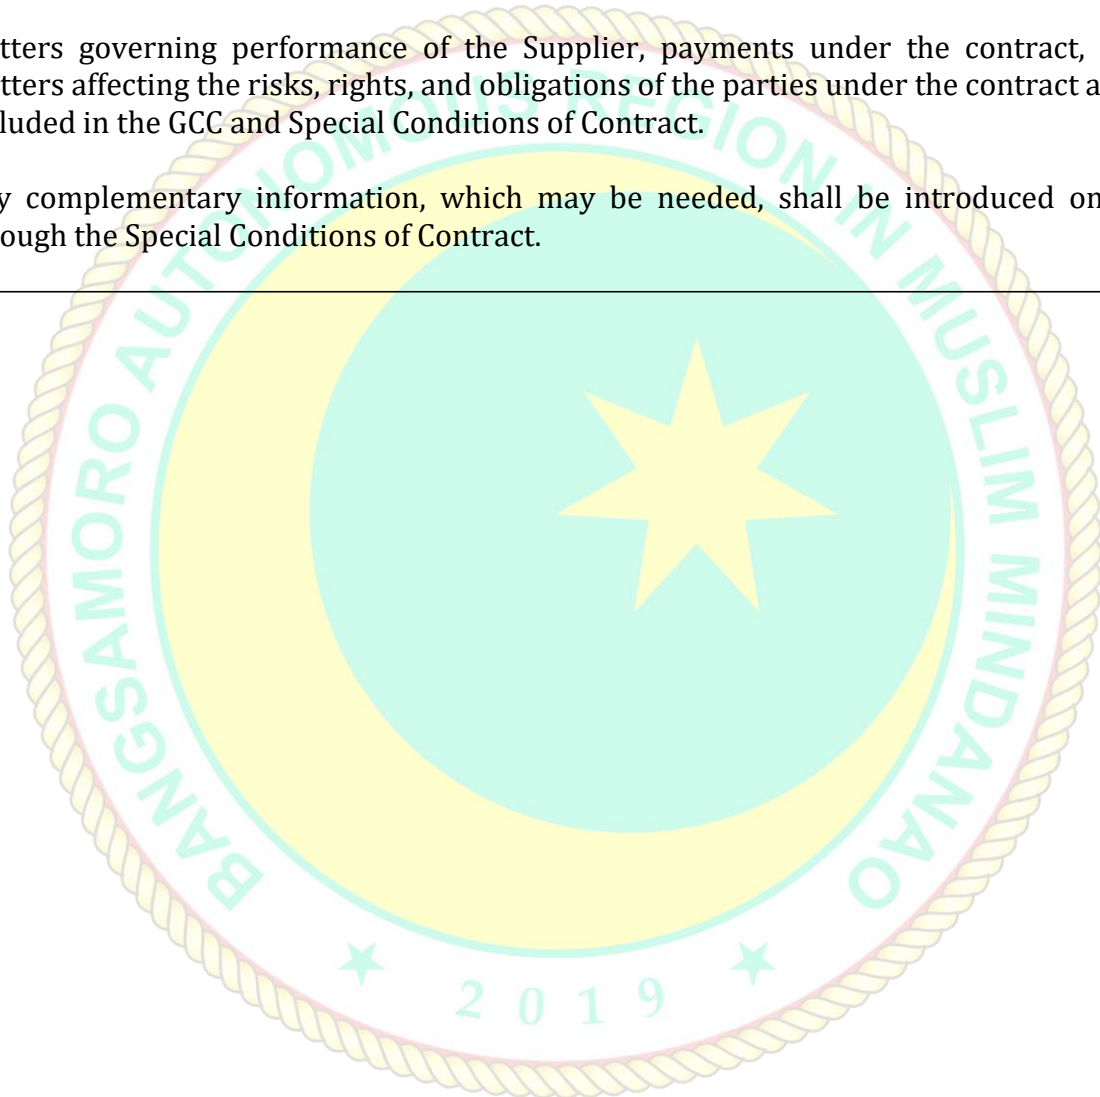 tters governing performance of the Supplier, payments under the contract,
tters affecting the risks, rights, and obligations of the parties under the contract a
luded in the GCC and Special Conditions of Contract.
y complementary information, which may be needed, shall be introduced on
ough the Special Conditions of Contract.
BANGSAMORO AUTONOMOUS REGION IN MUSLIM MINDANAO
2019